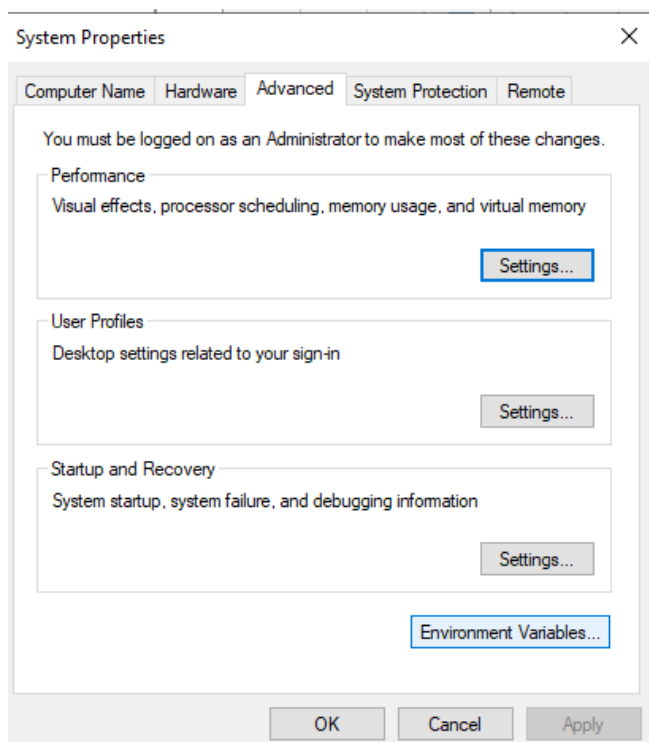 System Properties
Computer Name Hardware Advanced System Protection Remote
You must be logged on as an Administrator to make most of these changes.
Performance
Visual effects, processor scheduling, memory usage, and virtual memory
Settings...
User Profiles
Desktop settings related to your sign-in
Settings...
Startup and Recovery
System startup, system failure, and debugging information
Settings...
Environment Variables...
OK Cancel Apply